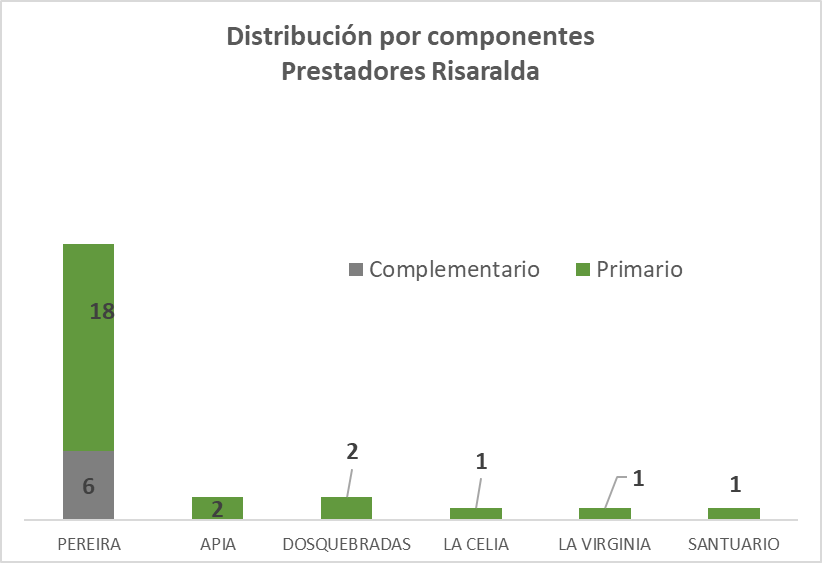 Distribución por componentes
Prestadores Risaralda
Complementario Primario
18
6
2
2
1
1
1
PEREIRA APIA DOSQUEBRADAS LA CELIA LA VIRGINIA SANTUARIO